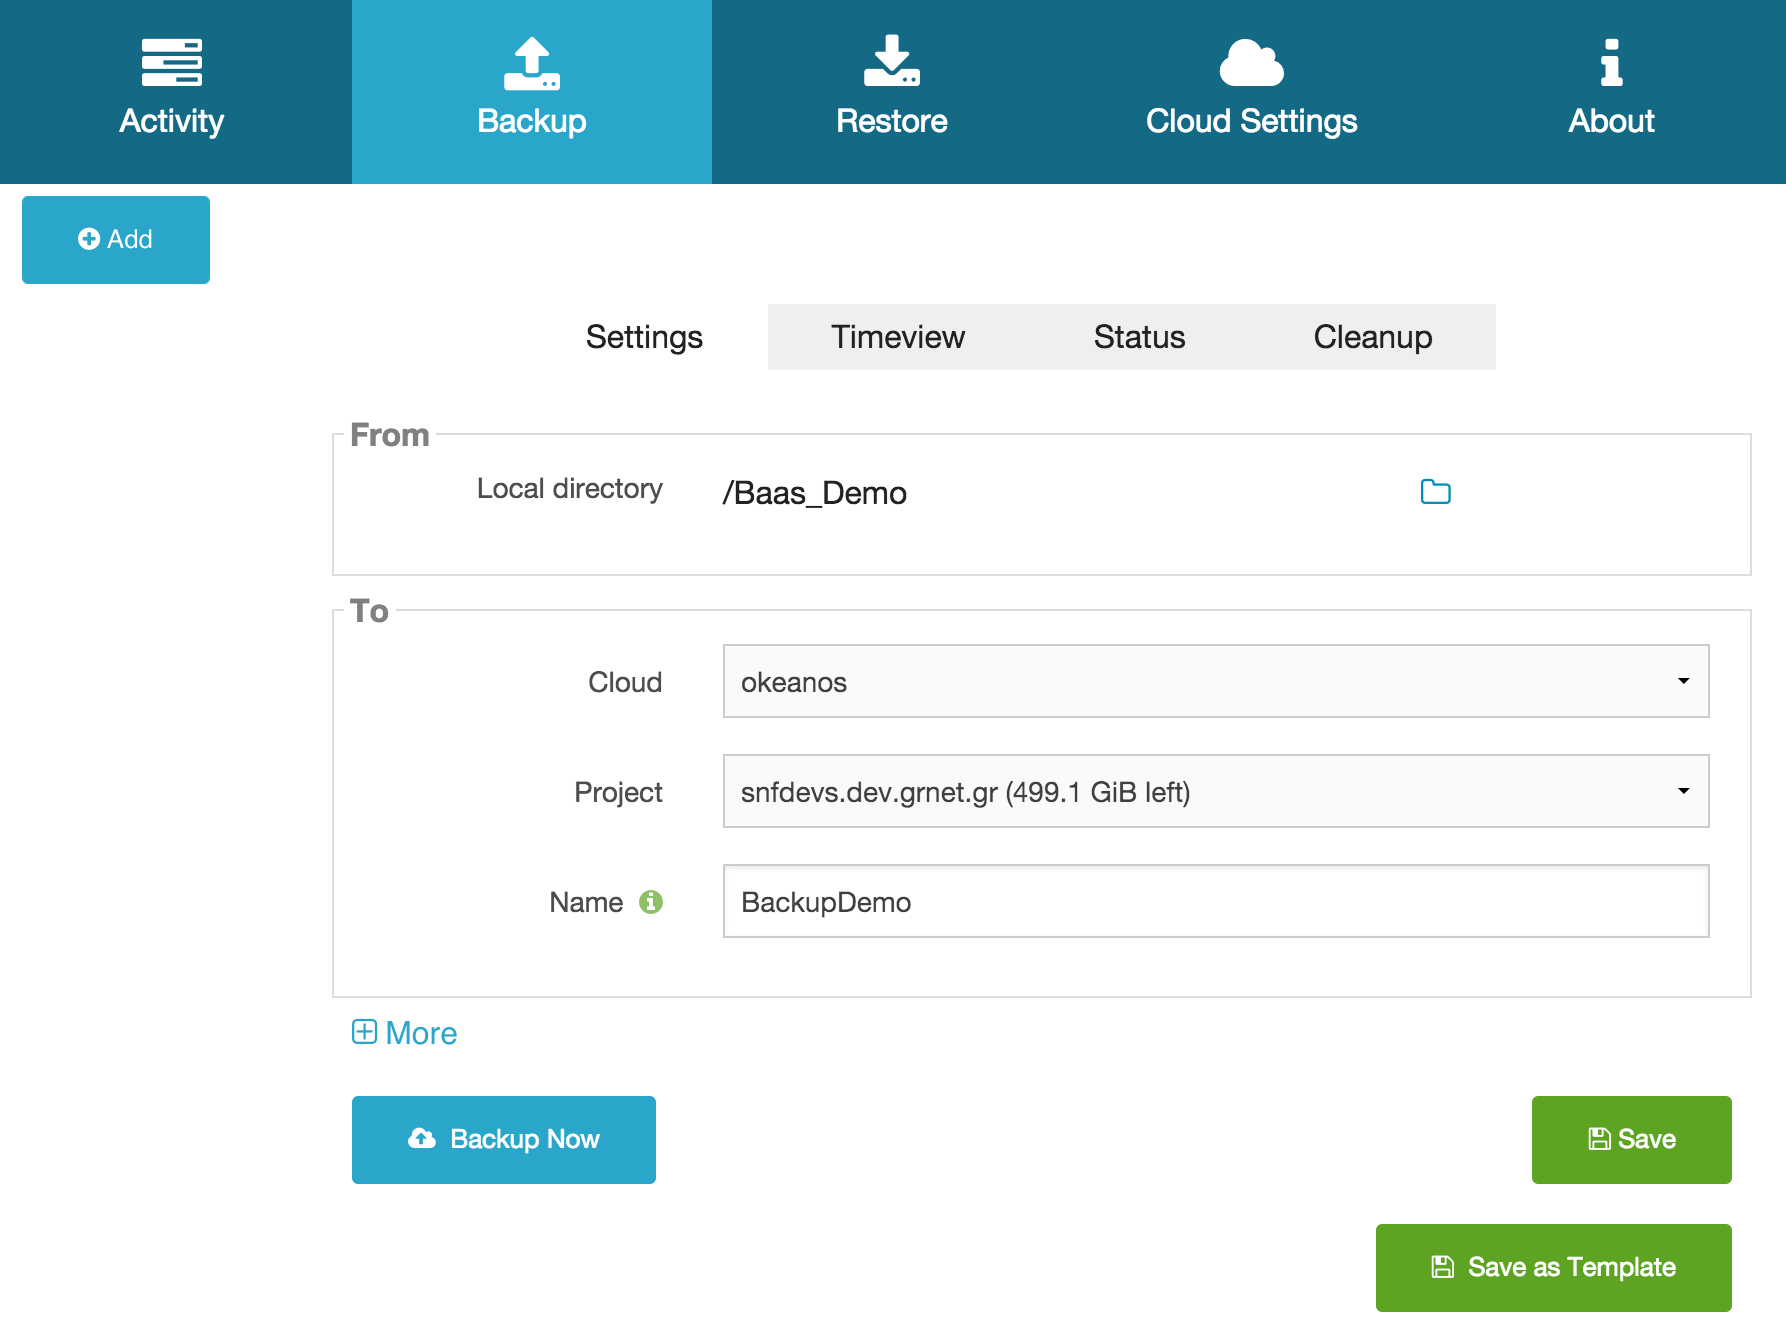 Activity
Backup
Restore
Cloud Settings
About
Add
Settings
Timeview
Status
Cleanup
From
Local directory
/Baas_Demo
To
Cloud
okeanos
Project
snfdevs.dev.grnet.gr (499.1 GiB left)
Name
BackupDemo
More
Backup Now
Save
Save as Template